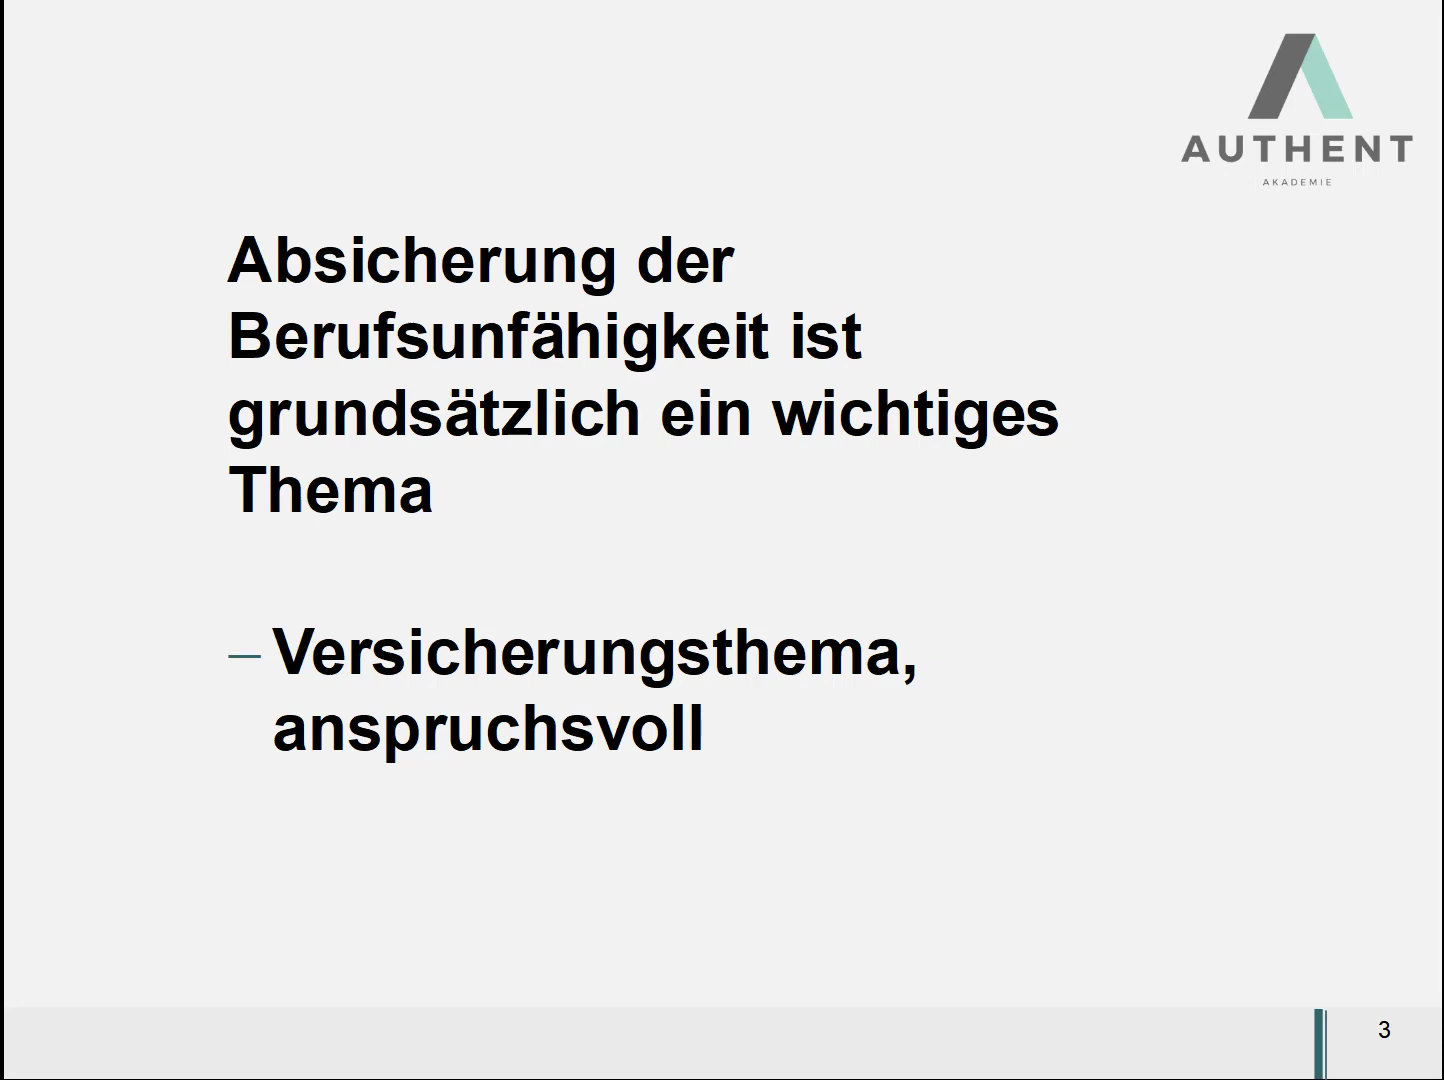 AUTHENT
AKADEMIE
Absicherung der
Berufsunfähigkeit ist
grundsätzlich ein wichtiges
Thema
– Versicherungsthema,
anspruchsvoll
3